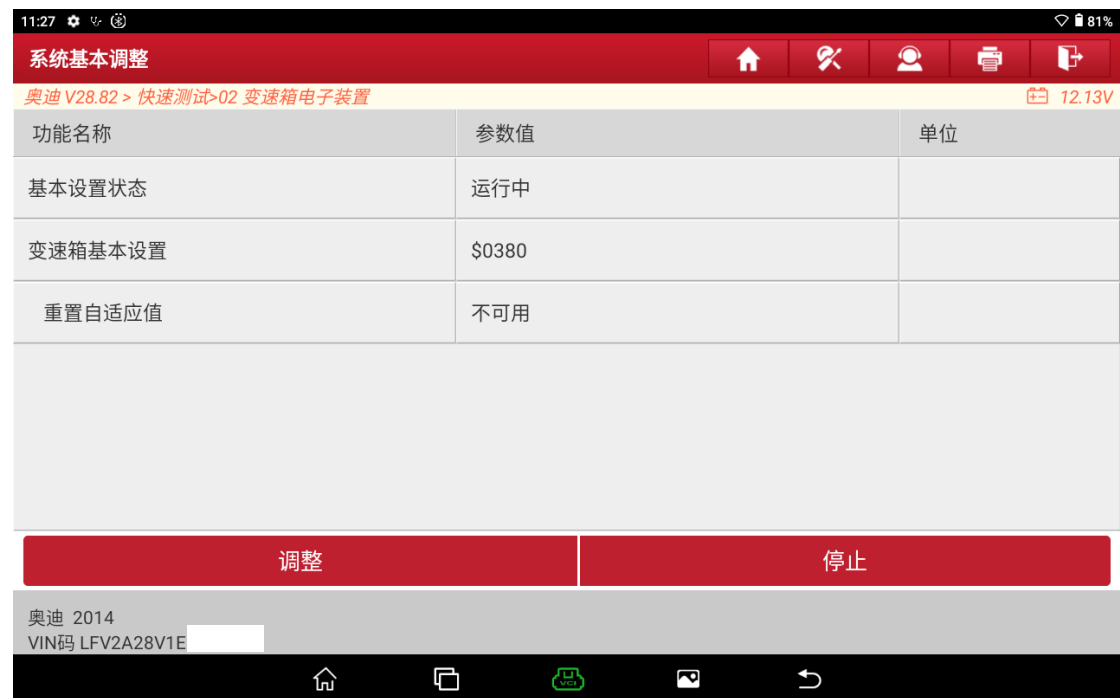 11:27 81%
系统基本调整
奥迪 V28.82 > 快速测试>02 变速箱电子装置 12.13V
功能名称 参数值 单位
基本设置状态 运行中
变速箱基本设置 $0380
重置自适应值 不可用
调整 停止
奥迪 2014
VIN码 LFV2A28V1E
VCI